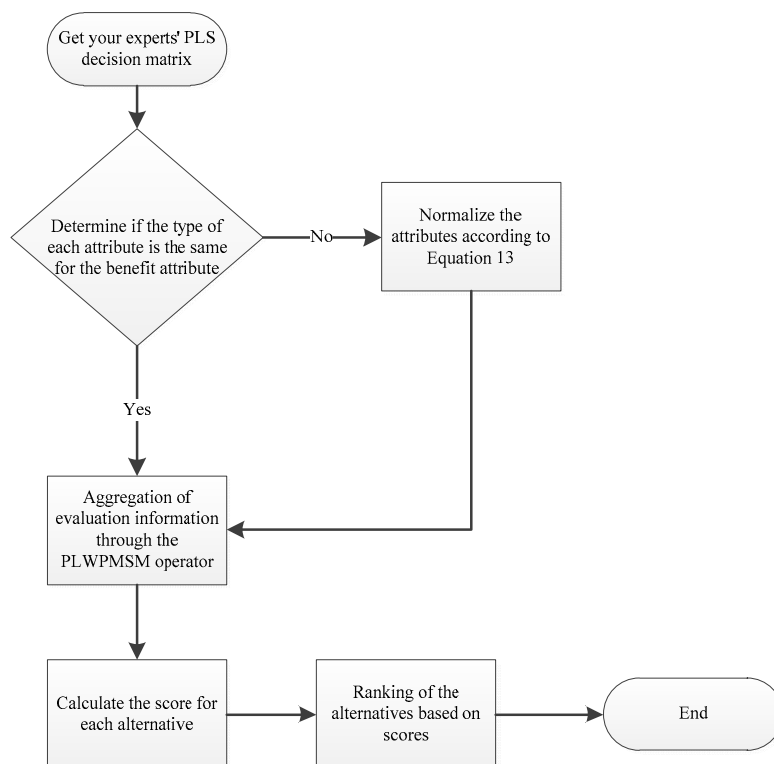 Get your experts' PLS
decision matrix
Determine if the type of
each attribute is the same
for the benefit attribute
No
Normalize the
attributes according to
Equation 13
Yes
Aggregation of
evaluation information
through the
PLWPMSM operator
Calculate the score for
each alternative
Ranking of the
alternatives based on
scores
End